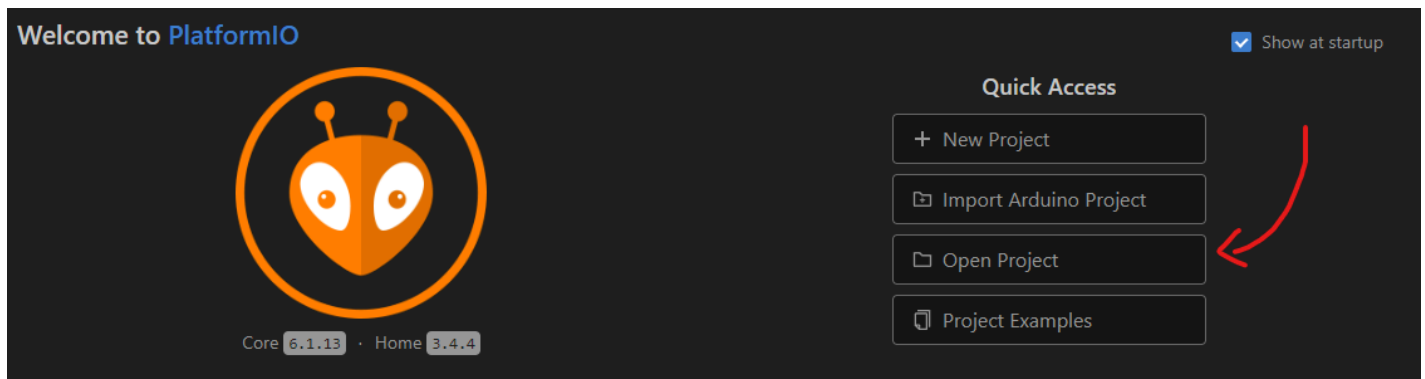 Welcome to PlatformIO
Show at startup
Quick Access
New Project
Import Arduino Project
Open Project
Project Examples
Core 6.1.13 · Home 3.4.4